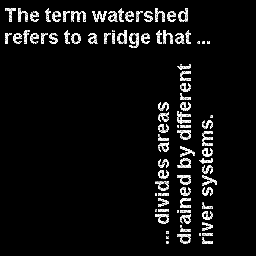 The term watershed
refers to a ridge that ...
... divides areas
drained by different
river systems.